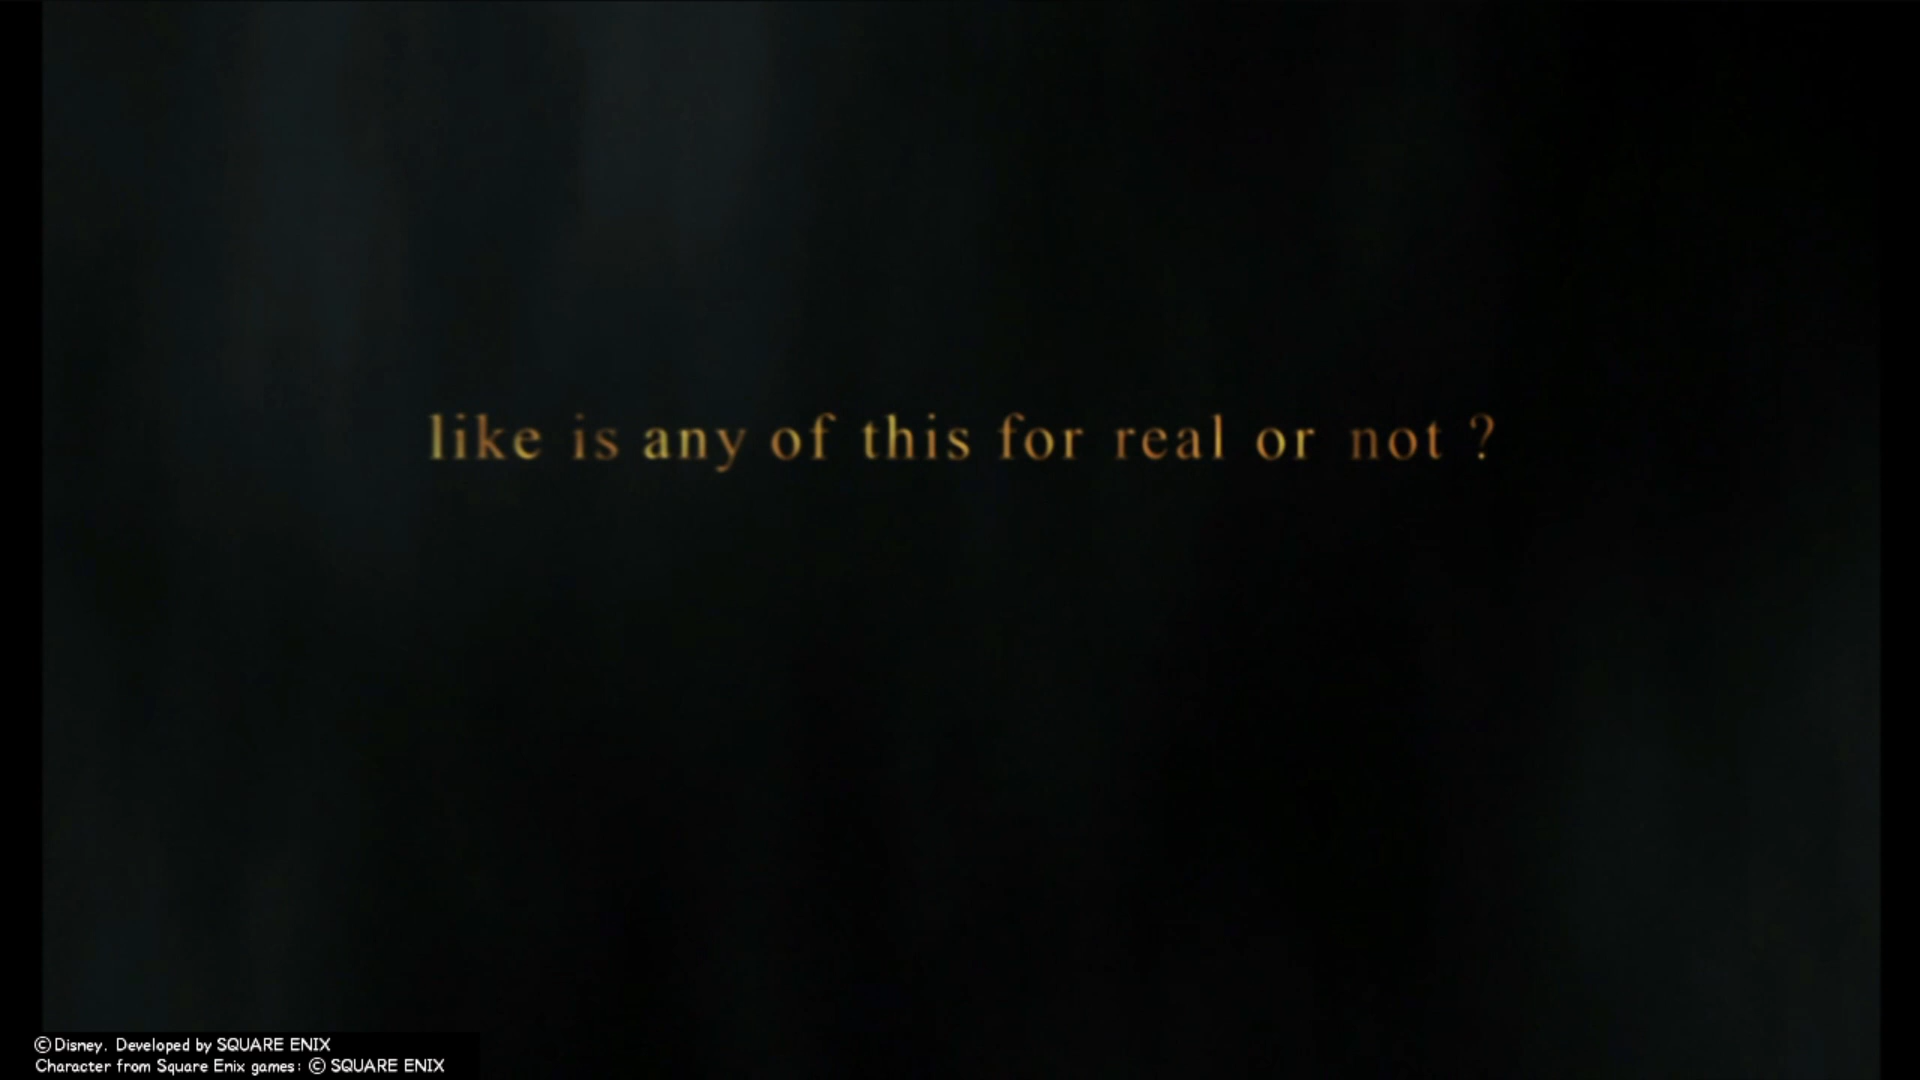 like is any of this for real or not ?
©Disney. Developed by SQUARE ENIX
Character from Square Enix games: © SQUARE ENIX